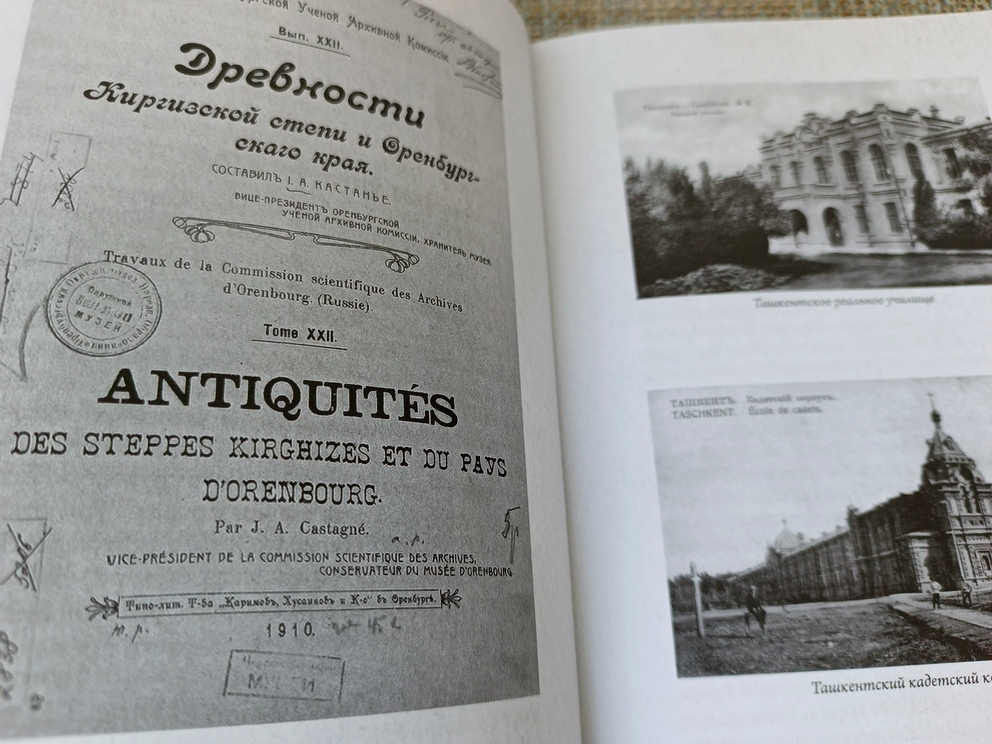 Ученой Архивной Комиссіи.
Вып. XXII.
Древности
Киргизской степи и Оренбург-
скаго края.
СОСТАВИЛЪ І. А. КАСТАНЬЕ.
ВИЦЕ-ПРЕЗИДЕНТЪ ОРЕНБУРГСКОЙ
УЧЕНОЙ АРХИВНОЙ КОМИССІИ, ХРАНИТЕЛЬ МУЗЕЯ.
Travaux de la Commission scientifique des Archives
d'Orenbourg. (Russie).
Tome XXII.
МУЗЕЙ
ANTIQUITÉS
DES STEPPES KIRGHIZES ET DU PAYS
D'ORENBOURG.
Par J. A. Castagné.
VICE-PRÉSIDENT DE LA COMMISSION SCIENTIFIQUE DES ARCHIVES,
CONSERVATEUR DU MUSÉE D'ORENBOURG.
Типо-лит. Т-ва „Каримовъ, Хусаиновъ и К-о" въ Оренбургѣ.
1910.
Ташкентское реальное училище
ТАШКЕНТЪ. Кадетскій корпусъ.
TASCHKENT. École de cadets.
Ташкентский кадетский